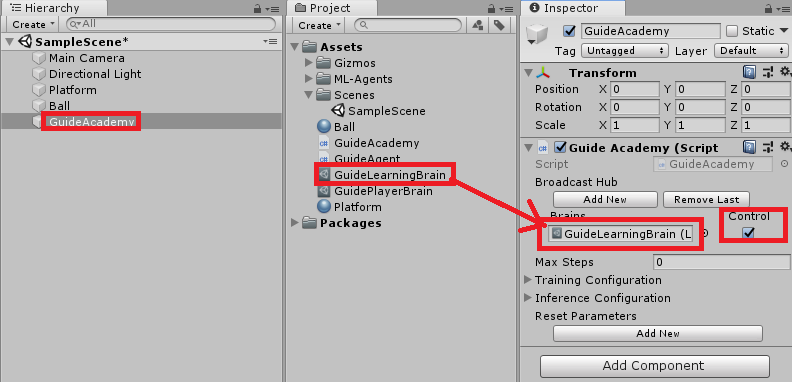 Hierarchy
Create
All
SampleScene*
Main Camera
Directional Light
Platform
Ball
GuideAcademy
Project
Create
Assets
Gizmos
ML-Agents
Scenes
SampleScene
Ball
GuideAcademy
GuideAgent
GuideLearningBrain
GuidePlayerBrain
Platform
Packages
Inspector
GuideAcademy Static
Tag Untagged Layer Default
Transform
Position X 0 Y 0 Z 0
Rotation X 0 Y 0 Z 0
Scale X 1 Y 1 Z 1
Guide Academy (Script
Script GuideAcademy
Broadcast Hub
Add New Remove Last
Brains Control
GuideLearningBrain (L
Max Steps 0
Training Configuration
Inference Configuration
Reset Parameters
Add New
Add Component